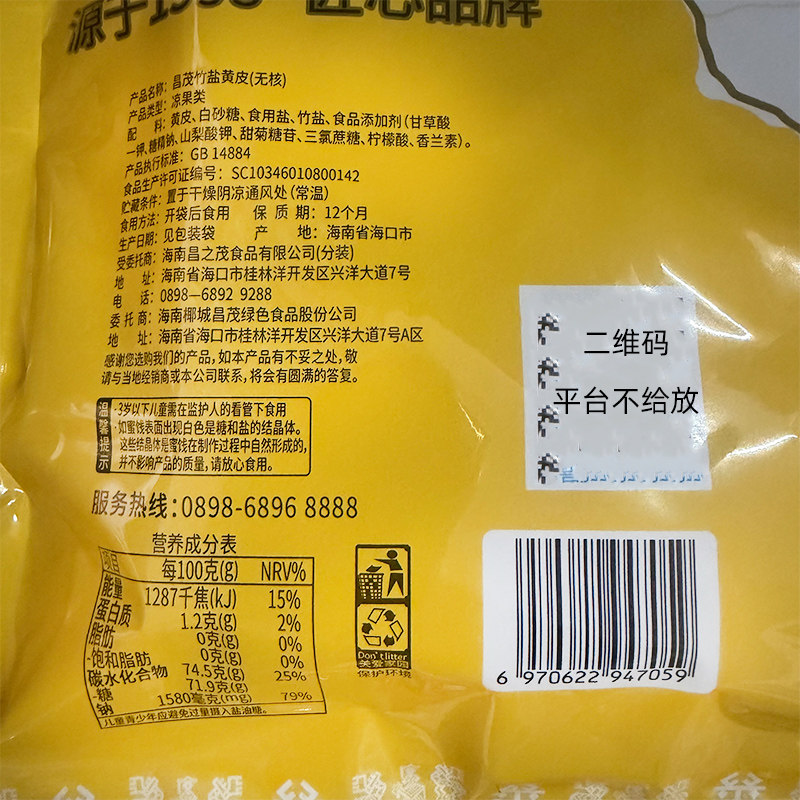 源于1998 匠心品牌
产品名称：昌茂竹盐黄皮(无核)
产品类型：凉果类
配 料：黄皮、白砂糖、食用盐、竹盐、食品添加剂(甘草酸
一钾、糖精钠、山梨酸钾、甜菊糖苷、三氯蔗糖、柠檬酸、香兰素)。
产品执行标准：GB 14884
食品生产许可证编号：SC10346010800142
贮藏条件：置于干燥阴凉通风处(常温)
食用方法：开袋后食用 保 质 期：12个月
生产日期：见包装袋 产 地：海南省海口市
受委托商：海南昌之茂食品有限公司(分装)
地 址：海南省海口市桂林洋开发区兴洋大道7号
电 话：0898—6892 9288
委 托 商：海南椰城昌茂绿色食品股份公司
地 址：海南省海口市桂林洋开发区兴洋大道7号A区
感谢您选购我们的产品,如本产品有不妥之处,敬
请与当地经销商或本公司联系,将会有圆满的答复。
温馨提示
·3岁以下儿童需在监护人的看管下食用
·如蜜饯表面出现白色是糖和盐的结晶体。
这些结晶体是蜜饯在制作过程中自然形成的,
并不影响产品的质量,请放心食用。
服务热线：0898-6896 8888
营养成分表
项目 每100克(g) NRV%
能量 1287千焦(kJ) 15%
蛋白质 1.2克(g) 2%
脂肪 0克(g) 0%
-饱和脂肪 0克(g) 0%
碳水化合物 74.5克(g) 25%
-糖 71.9克(g)
钠 1580毫克(mg) 79%
儿童青少年应避免过量摄入盐油糖。
Don't litter
关爱家园
保护环境
二维码
平台不给放
6 970622 947059